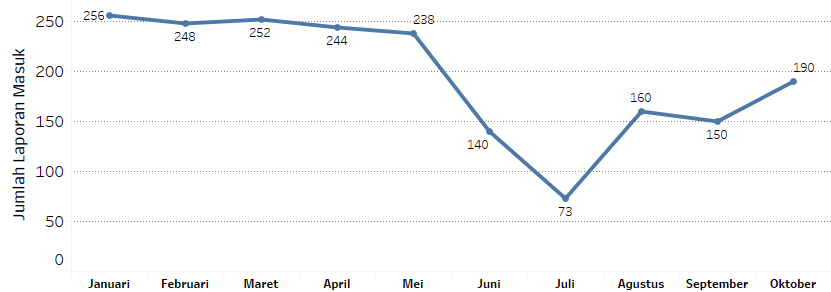 Jumlah Laporan Masuk
250
200
150
100
50
0
256
248
252
244
238
140
73
160
150
190
Januari
Februari
Maret
April
Mei
Juni
Juli
Agustus
September
Oktober